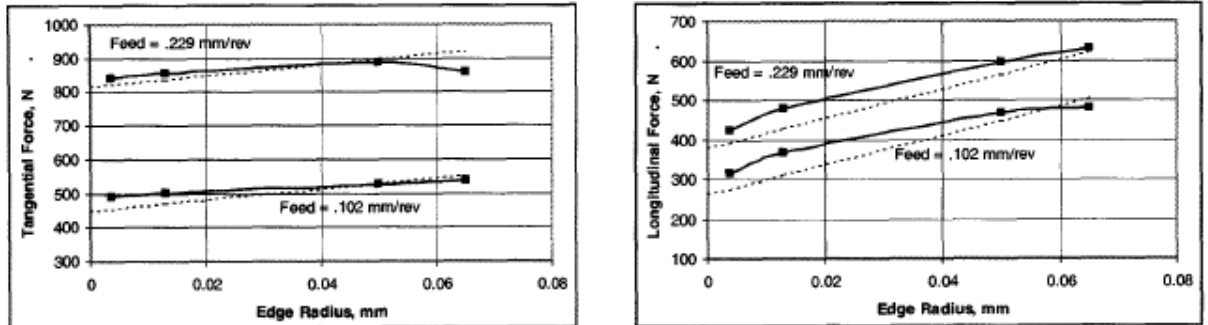 1000
900
800
700
600
500
400
300
Tangential Force, N
Feed = .229 mm/rev
Feed = .102 mm/rev
0 0.02 0.04 0.06 0.08
Edge Radius, mm
700
600
500
400
300
200
100
Longitudinal Force, N
Feed = .229 mm/rev
Feed = .102 mm/rev
0 0.02 0.04 0.06 0.08
Edge Radius, mm